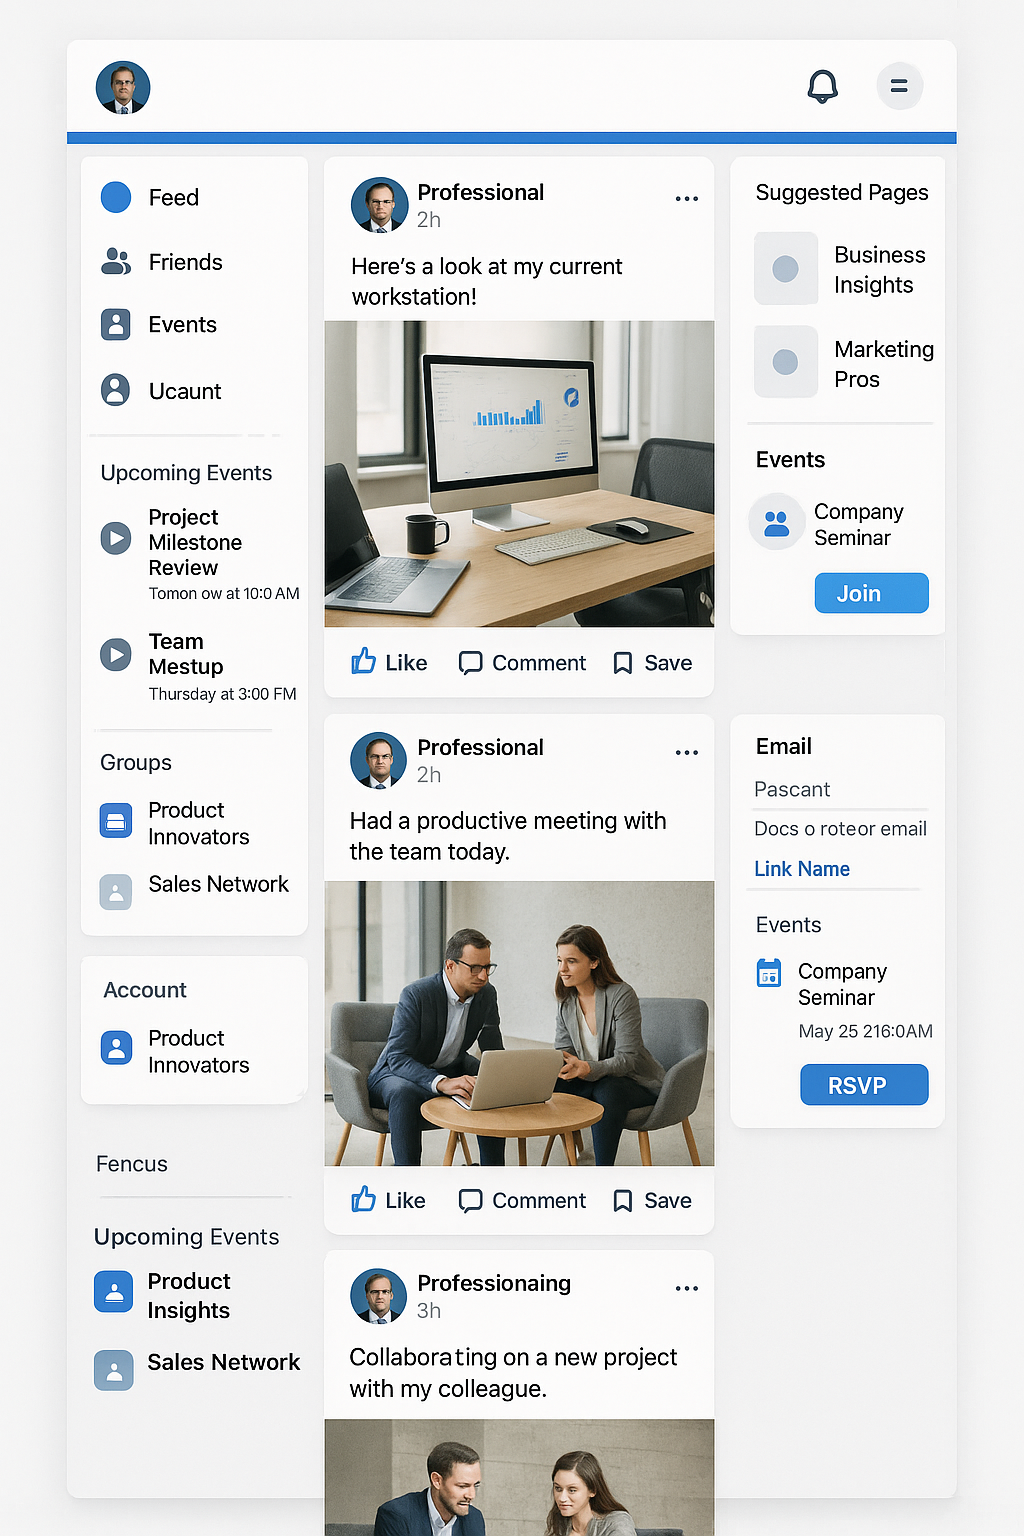 Feed
Friends
Events
Ucaunt
Upcoming Events
Project
Milestone
Review
Tomon ow at 10:0 AM
Team
Mestup
Thursday at 3:00 FM
Groups
Product
Innovators
Sales Network
Account
Product
Innovators
Fencus
Upcoming Events
Product
Insights
Sales Network
Professional
2h
Here's a look at my current
workstation!
Like Comment Save
Professional
2h
Had a productive meeting with
the team today.
Like Comment Save
Professionaing
3h
Collaborating on a new project
with my colleague.
Suggested Pages
Business
Insights
Marketing
Pros
Events
Company
Seminar
Join
Email
Pascant
Docs o roteor email
Link Name
Events
Company
Seminar
May 25 216:0AM
RSVP